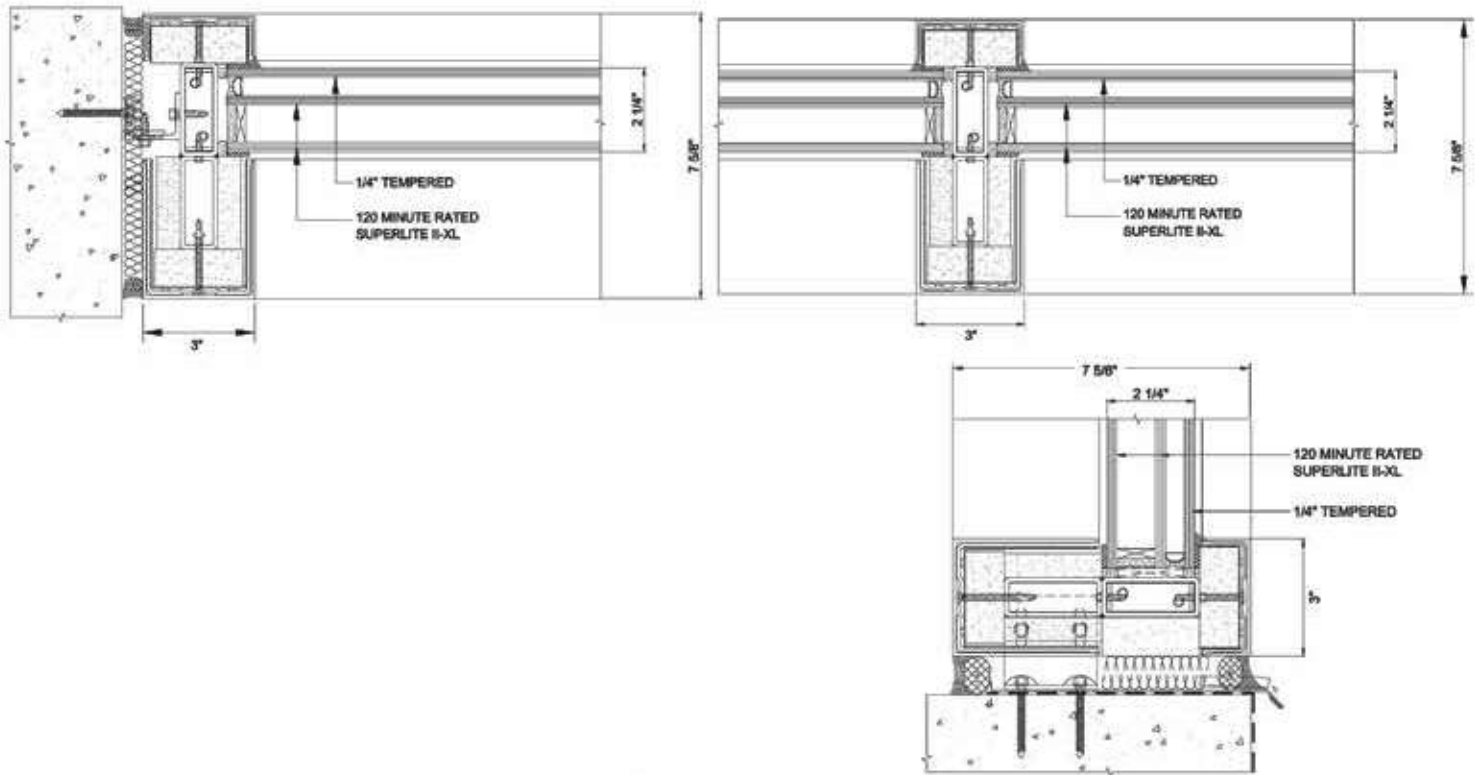 2 1/4"
7 5/8"
1/4" TEMPERED
120 MINUTE RATED
SUPERLITE II-XL
3"
2 1/4"
7 5/8"
1/4" TEMPERED
120 MINUTE RATED
SUPERLITE II-XL
3"
7 5/8"
2 1/4"
120 MINUTE RATED
SUPERLITE II-XL
1/4" TEMPERED
3"